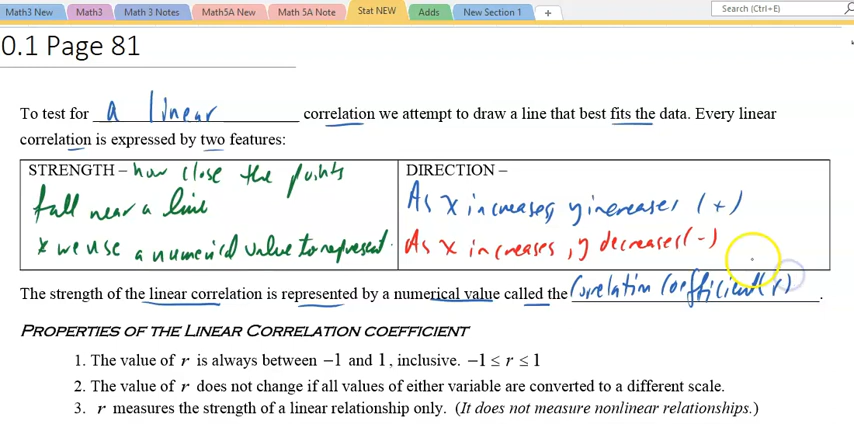 Math3 New Math3 Math 3 Notes Math5A New Math 5A Note Stat NEW Adds New Section 1 + Search (Ctrl+E)
0.1 Page 81
To test for a linear correlation we attempt to draw a line that best fits the data. Every linear
correlation is expressed by two features:
STRENGTH – how close the points
fall near a line
* we use a numerical value to represent.
DIRECTION –
As x increases, y increases (+)
As x increases, y decreases (-)
The strength of the linear correlation is represented by a numerical value called the Correlation Coefficient (r).
PROPERTIES OF THE LINEAR CORRELATION COEFFICIENT
1. The value of r is always between −1 and 1, inclusive. −1 ≤ r ≤ 1
2. The value of r does not change if all values of either variable are converted to a different scale.
3. r measures the strength of a linear relationship only. (It does not measure nonlinear relationships.)